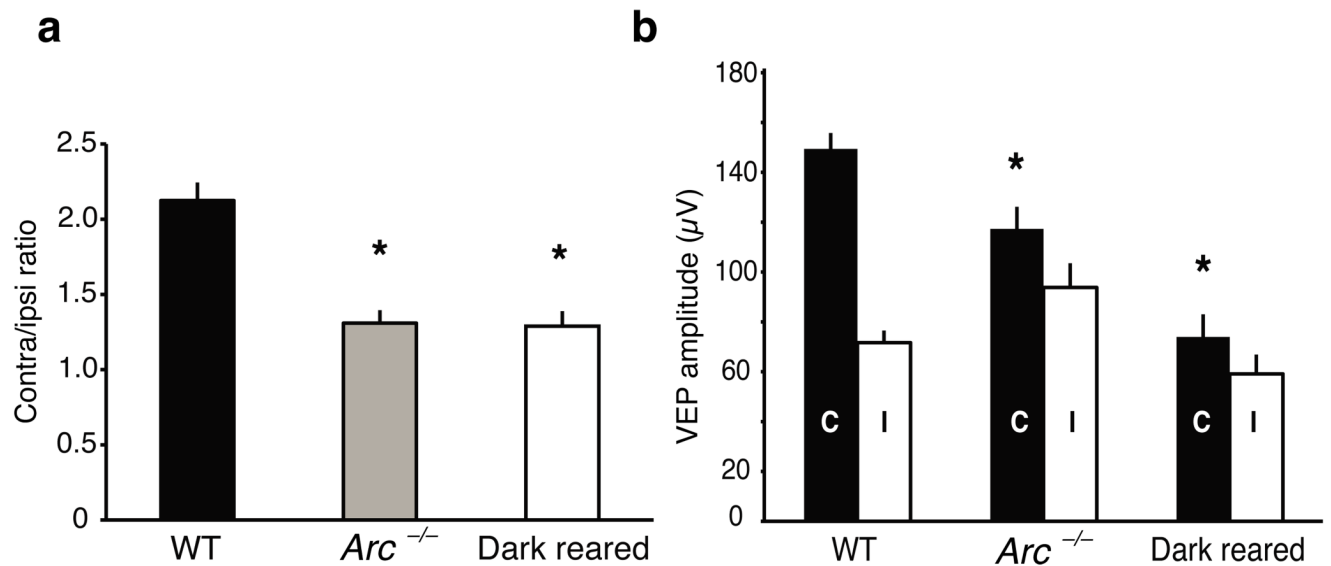 a
Contra/ipsi ratio
2.5
2.0
1.5
1.0
0.5
0
*
*
WT
Arc –/–
Dark reared
b
VEP amplitude (μV)
180
140
100
60
20
0
*
*
C I
C I
C I
WT
Arc –/–
Dark reared